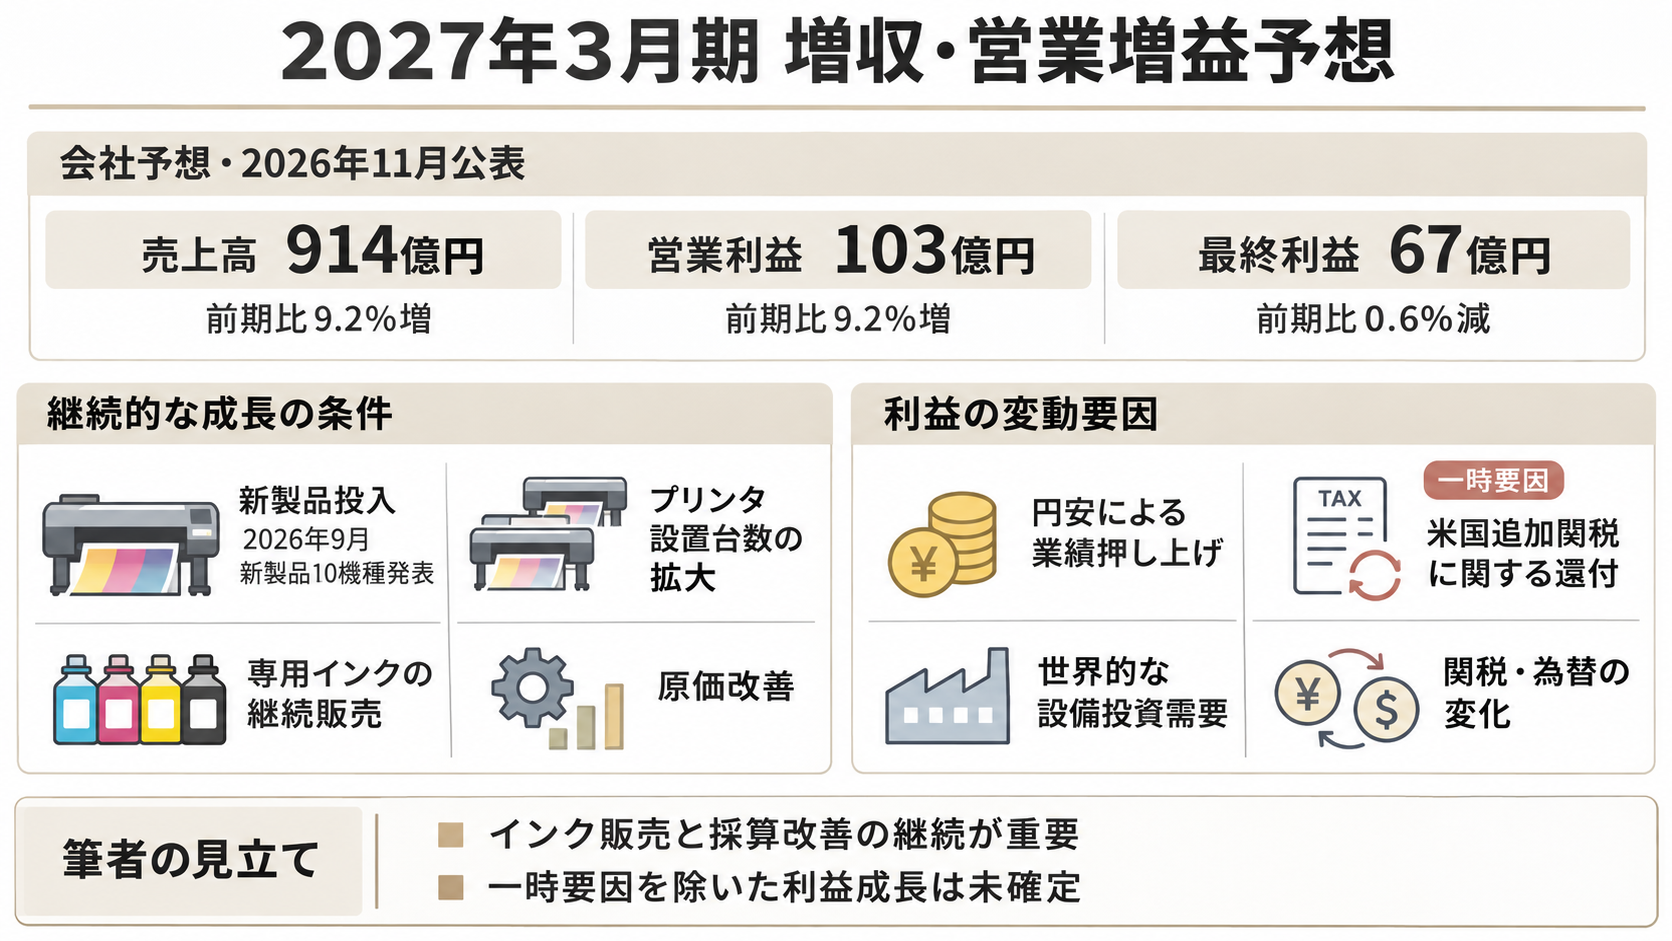 2027年3月期 増収・営業増益予想
会社予想・2026年11月公表
売上高 914億円
前期比9.2%増
営業利益 103億円
前期比9.2%増
最終利益 67億円
前期比0.6%減
継続的な成長の条件
新製品投入
2026年9月
新製品10機種発表
プリンタ
設置台数の
拡大
専用インクの
継続販売
原価改善
利益の変動要因
¥
円安による
業績押し上げ
TAX
一時要因
米国追加関税
に関する還付
世界的な
設備投資需要
¥
$
関税・為替の
変化
筆者の見立て
インク販売と採算改善の継続が重要
一時要因を除いた利益成長は未確定